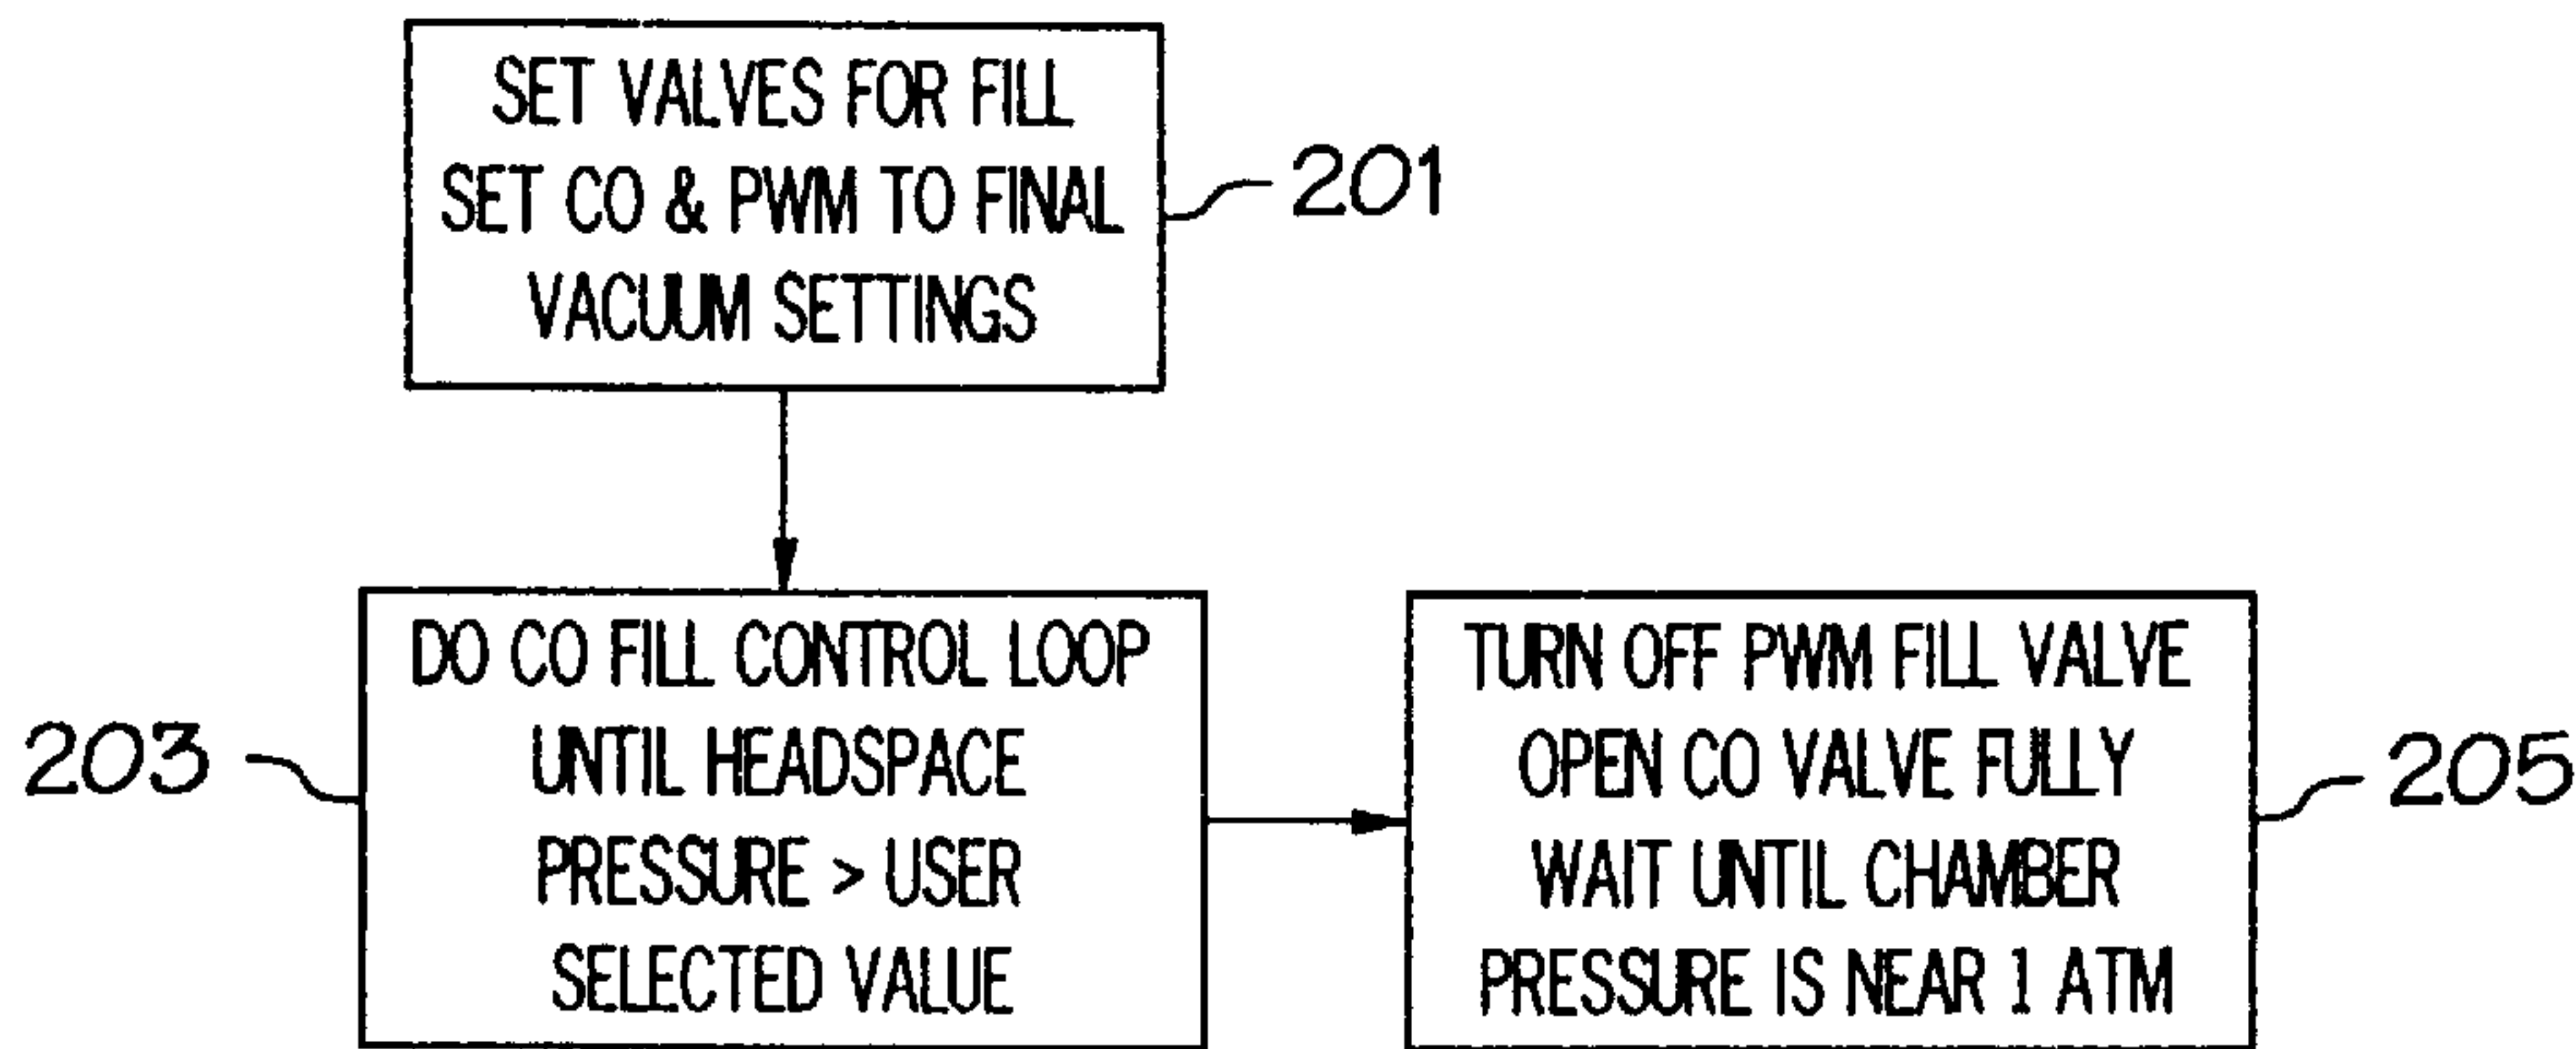 SET VALVES FOR FILL
SET CO & PWM TO FINAL
VACUUM SETTINGS
201
DO CO FILL CONTROL LOOP
UNTIL HEADSPACE
PRESSURE > USER
SELECTED VALUE
203
TURN OFF PWM FILL VALVE
OPEN CO VALVE FULLY
WAIT UNTIL CHAMBER
PRESSURE IS NEAR 1 ATM
205